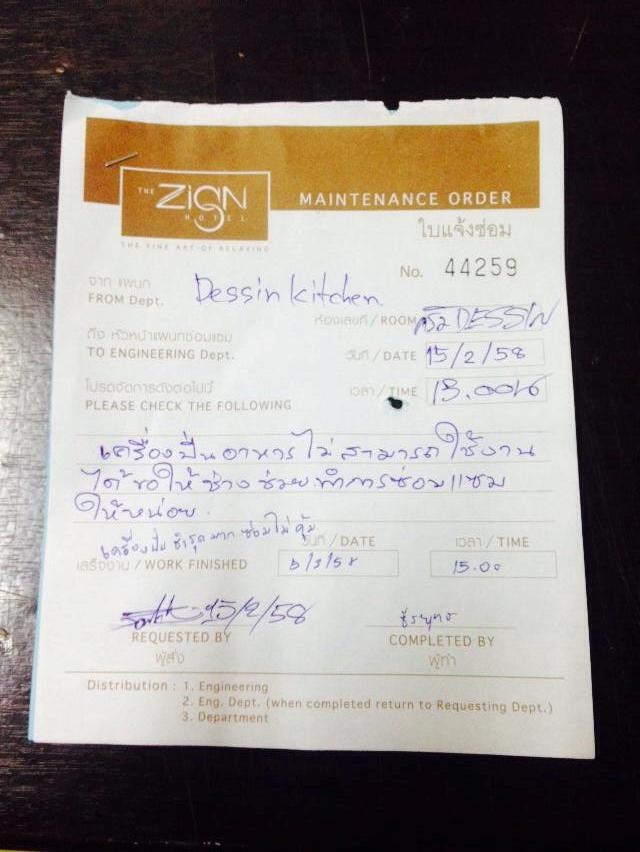 THE ZIGN HOTEL
THE FINE ART OF RELAXING
MAINTENANCE ORDER
ใบแจ้งซ่อม
No. 44259
จาก แผนก
FROM Dept. Dessin kitchen
ห้องเลขที่ / ROOM ครัว DESSIN
ถึง หัวหน้าแผนกซ่อมแซม
TO ENGINEERING Dept.
วันที่ / DATE 15/2/58
โปรดจัดการดังต่อไปนี้
PLEASE CHECK THE FOLLOWING
เวลา / TIME 13.00น
เครื่องปั่นอาหารไม่สามารถใช้งาน
ได้ขอให้ช่างช่วยทำการซ่อมแซม
ให้หน่อย.
เครื่องปั่นชำรุดมาก ซ่อมไม่คุ้ม
วันที่ / DATE
เวลา / TIME
เสร็จงาน / WORK FINISHED
/3/58
15.00
15/2/58
REQUESTED BY
ผู้สั่ง
COMPLETED BY
ผู้ทำ
Distribution : 1. Engineering
2. Eng. Dept. (when completed return to Requesting Dept.)
3. Department